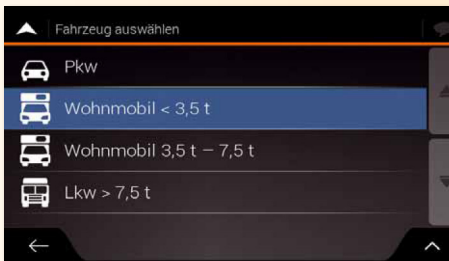 Fahrzeug auswählen
Pkw
Wohnmobil < 3,5 t
Wohnmobil 3,5 t – 7,5 t
Lkw > 7,5 t